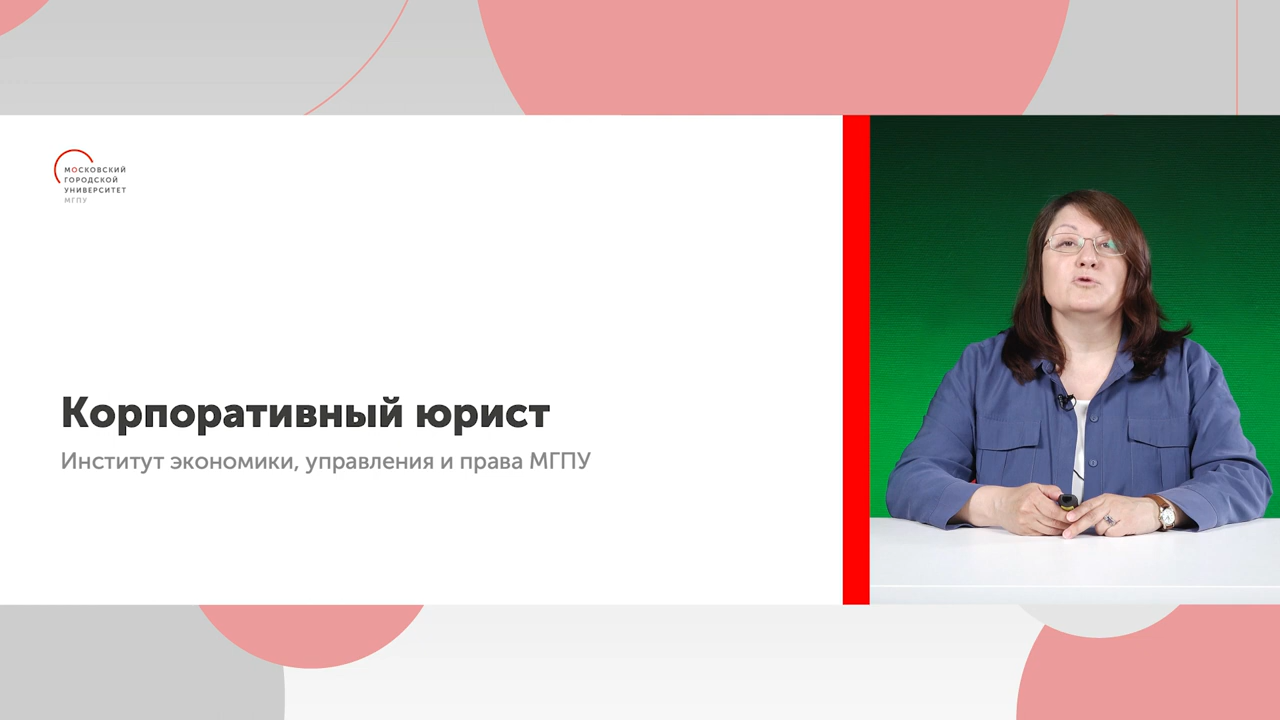 МОСКОВСКИЙ
ГОРОДСКОЙ
УНИВЕРСИТЕТ
МГПУ
Корпоративный юрист
Институт экономики, управления и права МГПУ